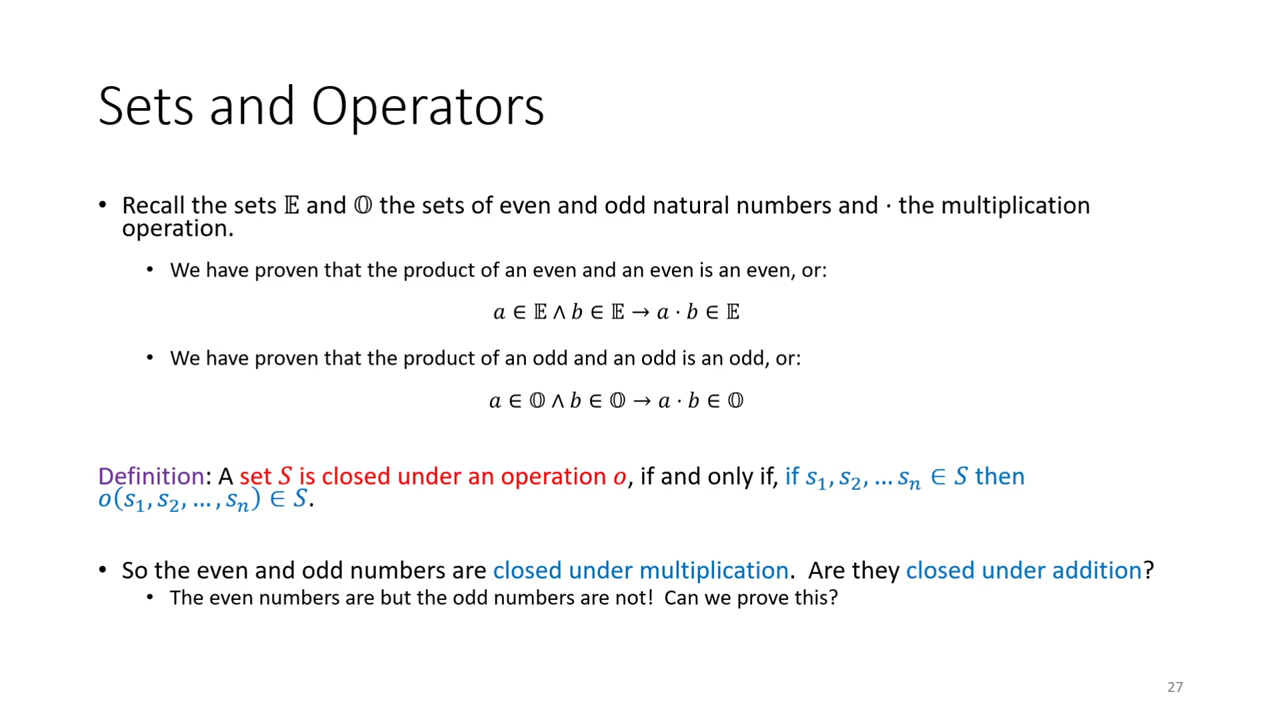 Sets and Operators
• Recall the sets 𝔼 and 𝕆 the sets of even and odd natural numbers and · the multiplication
operation.
• We have proven that the product of an even and an even is an even, or:
a ∈ 𝔼 ∧ b ∈ 𝔼 → a · b ∈ 𝔼
• We have proven that the product of an odd and an odd is an odd, or:
a ∈ 𝕆 ∧ b ∈ 𝕆 → a · b ∈ 𝕆
Definition: A set S is closed under an operation o, if and only if, if s₁, s₂, … sₙ ∈ S then
o(s₁, s₂, … , sₙ) ∈ S.
• So the even and odd numbers are closed under multiplication. Are they closed under addition?
• The even numbers are but the odd numbers are not! Can we prove this?
27